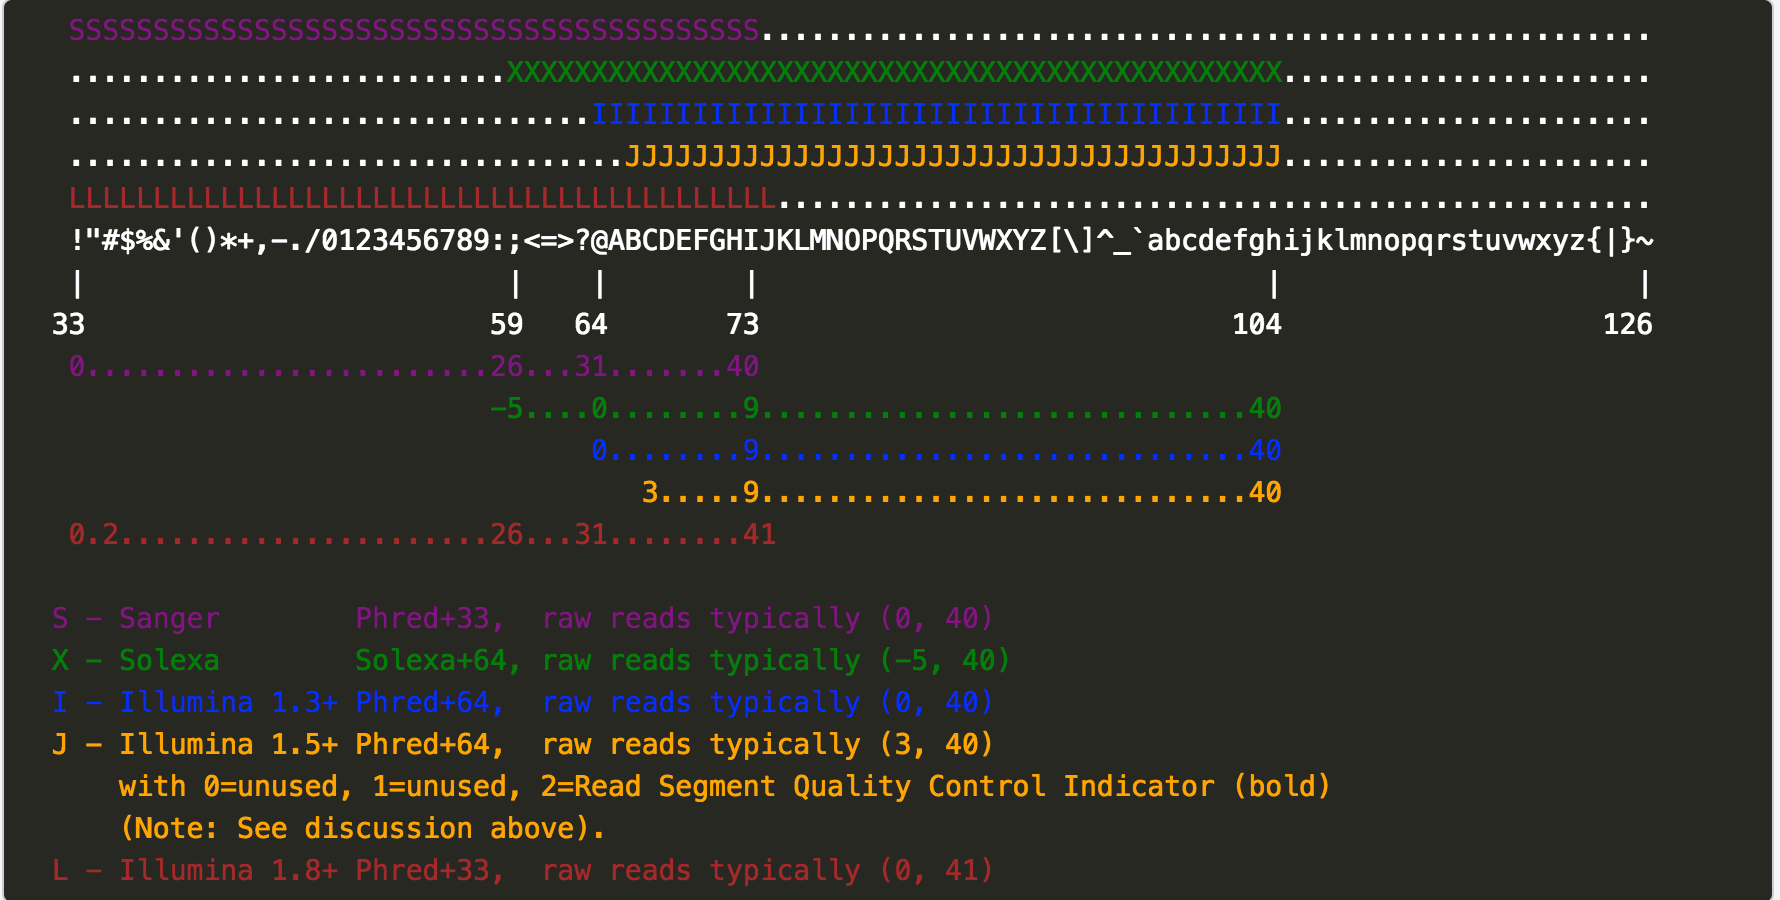 SSSSSSSSSSSSSSSSSSSSSSSSSSSSSSSSSSSSSSSSS.....................................................
..........................XXXXXXXXXXXXXXXXXXXXXXXXXXXXXXXXXXXXXXXXXXXXXX......................
...............................IIIIIIIIIIIIIIIIIIIIIIIIIIIIIIIIIIIIIIIII......................
.................................JJJJJJJJJJJJJJJJJJJJJJJJJJJJJJJJJJJJJJJ......................
LLLLLLLLLLLLLLLLLLLLLLLLLLLLLLLLLLLLLLLLLL....................................................
!"#$%&'()*+,-./0123456789:;<=>?@ABCDEFGHIJKLMNOPQRSTUVWXYZ[\]^_`abcdefghijklmnopqrstuvwxyz{|}~
|                         |    |        |                              |                     |
33                        59   64       73                            104                   126
0........................26...31.......40
-5....0........9.............................40
0........9.............................40
3.....9.............................40
0.2......................26...31........41
S - Sanger        Phred+33,  raw reads typically (0, 40)
X - Solexa        Solexa+64, raw reads typically (-5, 40)
I - Illumina 1.3+ Phred+64,  raw reads typically (0, 40)
J - Illumina 1.5+ Phred+64,  raw reads typically (3, 40)
with 0=unused, 1=unused, 2=Read Segment Quality Control Indicator (bold)
(Note: See discussion above).
L - Illumina 1.8+ Phred+33,  raw reads typically (0, 41)